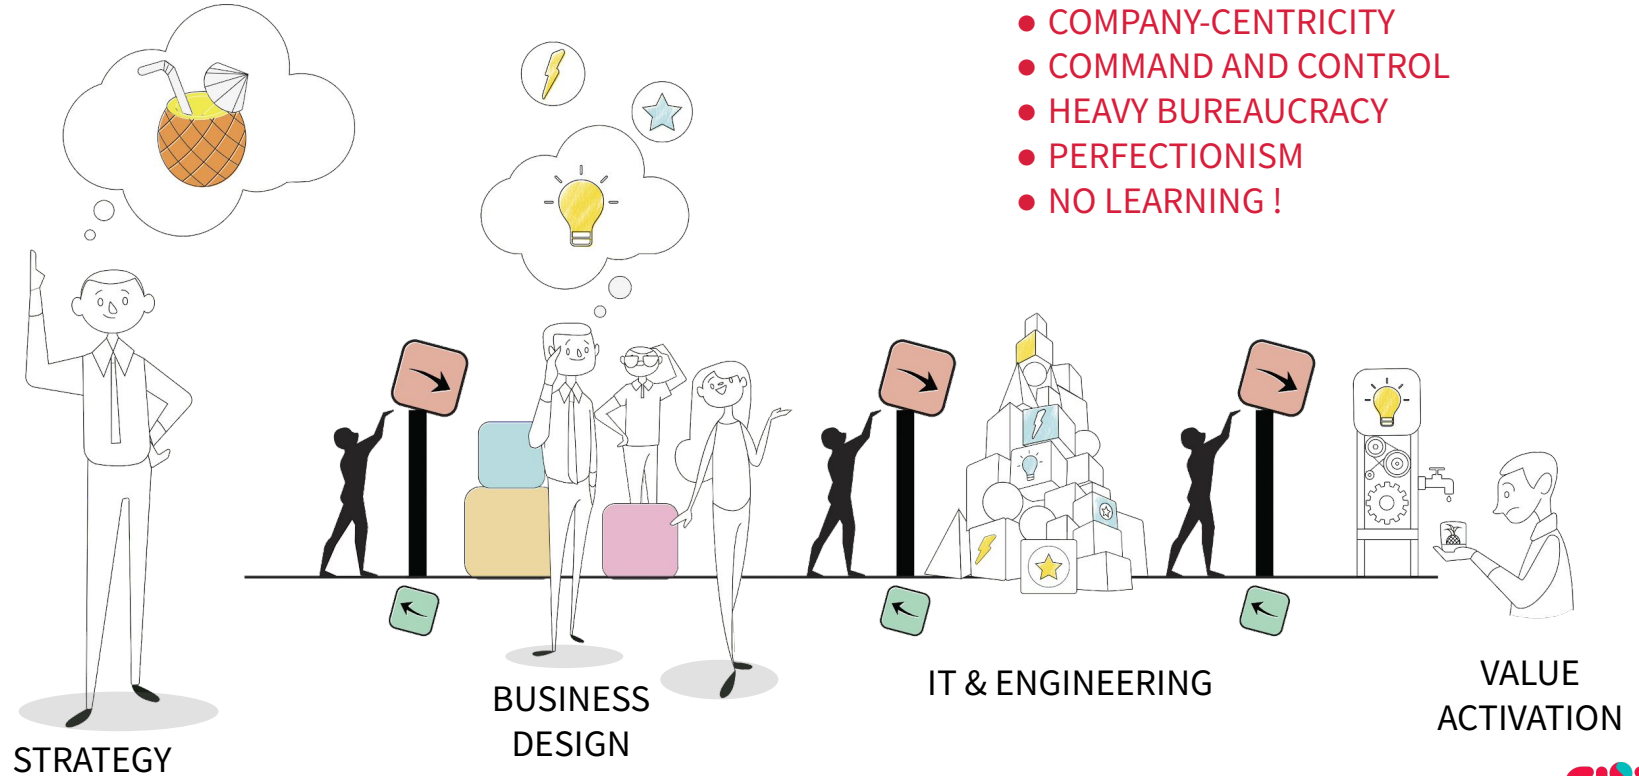 ● COMPANY-CENTRICITY
● COMMAND AND CONTROL
● HEAVY BUREAUCRACY
● PERFECTIONISM
● NO LEARNING !
STRATEGY
BUSINESS
DESIGN
IT & ENGINEERING
VALUE
ACTIVATION